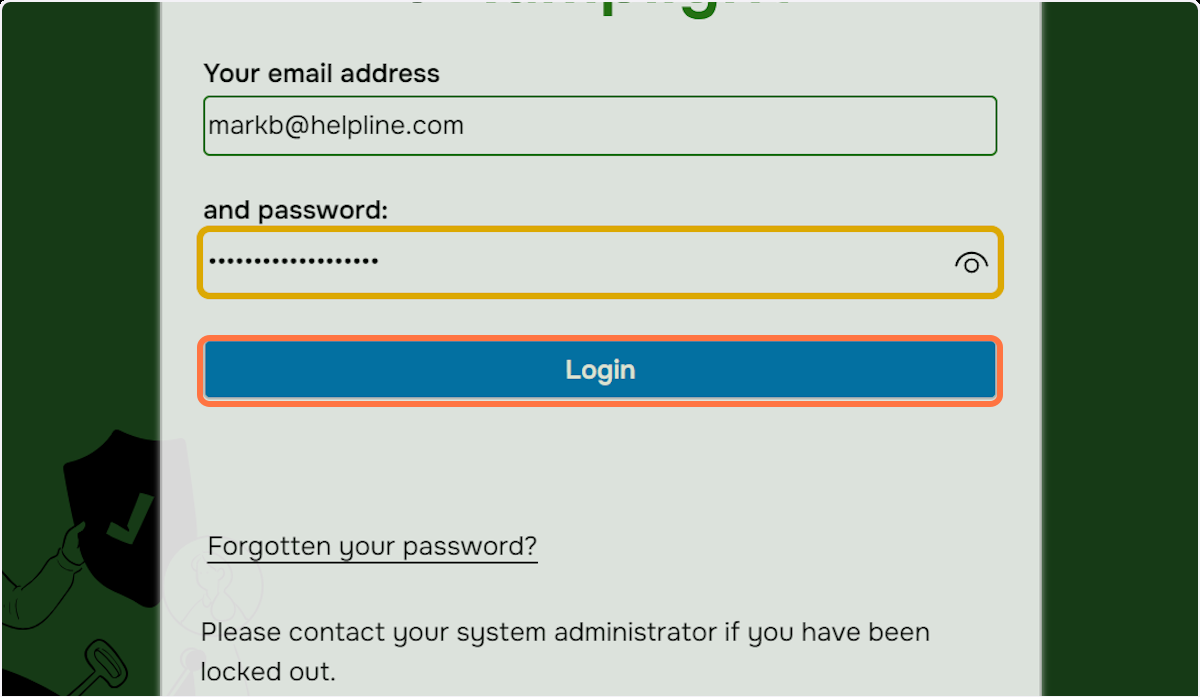 Your email address
markb@helpline.com
and password:
•••••••••••••••••••
Login
Forgotten your password?
Please contact your system administrator if you have been
locked out.